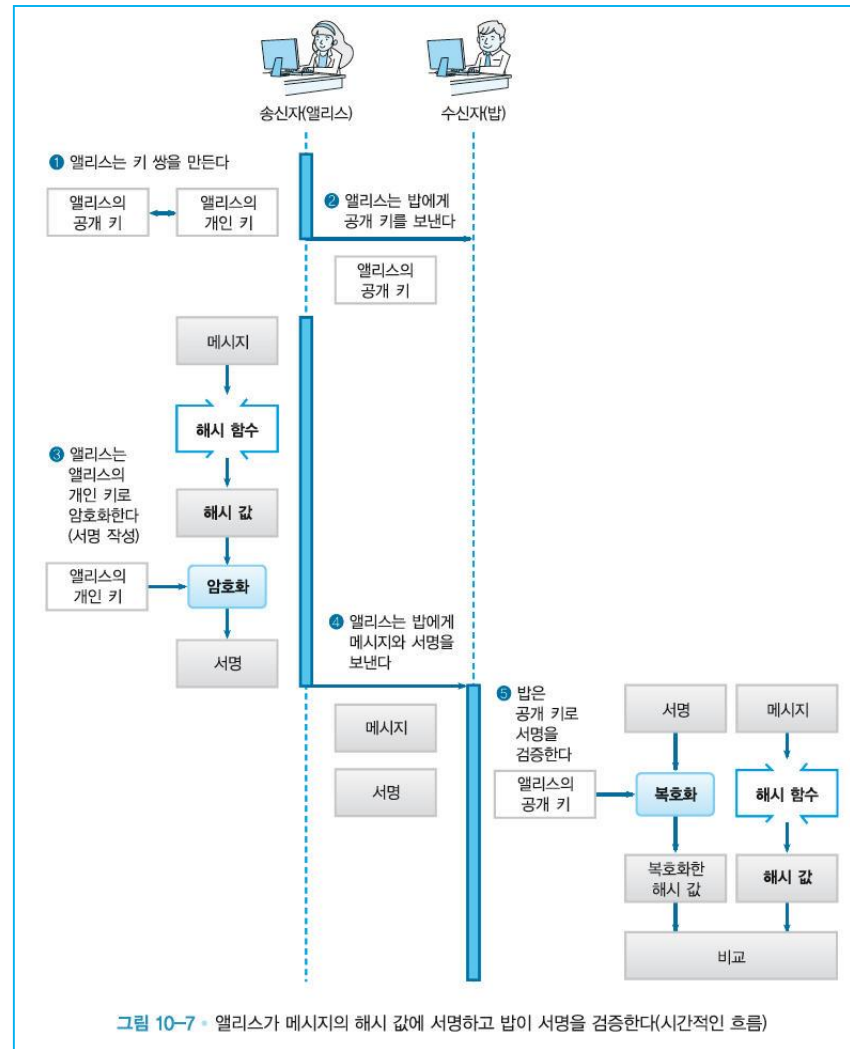 송신자(앨리스)
수신자(밥)
❶ 앨리스는 키 쌍을 만든다
앨리스의
공개 키
앨리스의
개인 키
❷ 앨리스는 밥에게
공개 키를 보낸다
앨리스의
공개 키
메시지
해시 함수
❸ 앨리스는
앨리스의
개인 키로
암호화한다
(서명 작성)
해시 값
앨리스의
개인 키
암호화
서명
❹ 앨리스는 밥에게
메시지와 서명을
보낸다
메시지
서명
❺ 밥은
공개 키로
서명을
검증한다
앨리스의
공개 키
서명
메시지
복호화
해시 함수
복호화한
해시 값
해시 값
비교
그림 10-7 • 앨리스가 메시지의 해시 값에 서명하고 밥이 서명을 검증한다(시간적인 흐름)